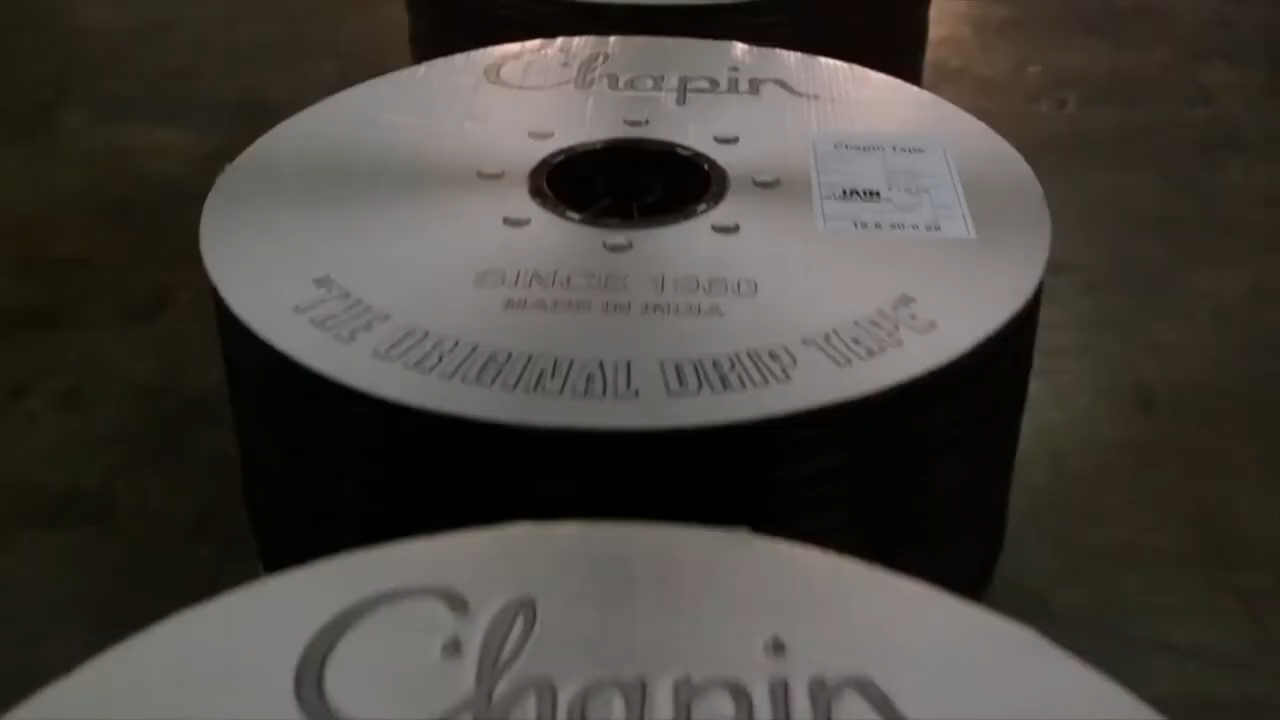 Chapin
Chapin Tape
JAIN
SINCE 1960
MADE IN INDIA
"THE ORIGINAL DRIP TAPE"
Chapin